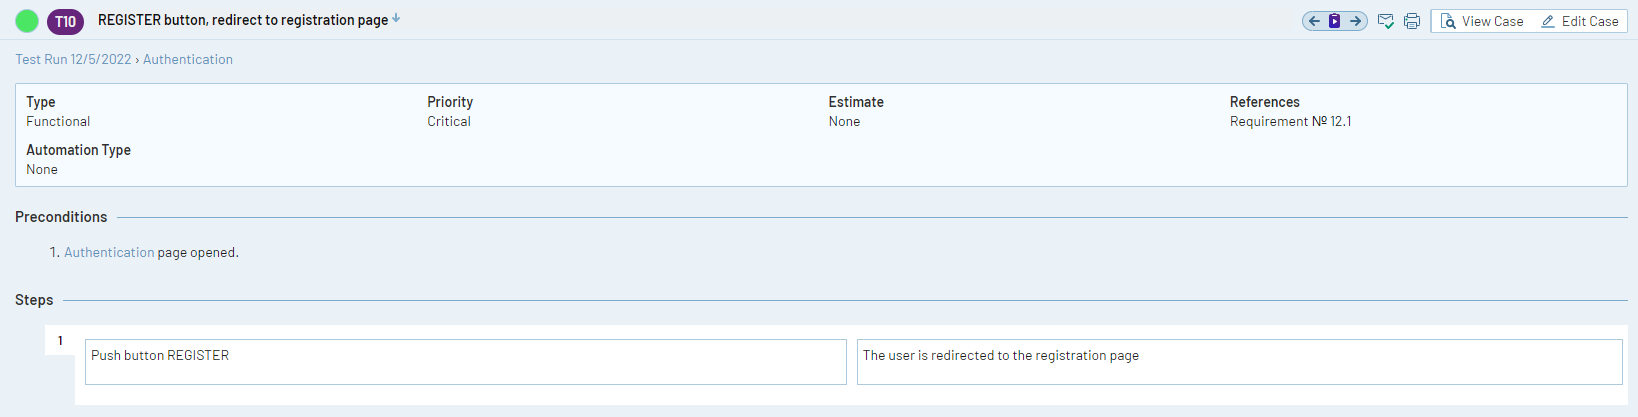 T10 REGISTER button, redirect to registration page View Case Edit Case
Test Run 12/5/2022 › Authentication
Type Priority Estimate References
Functional Critical None Requirement № 12.1
Automation Type
None
Preconditions
1. Authentication page opened.
Steps
1
Push button REGISTER The user is redirected to the registration page